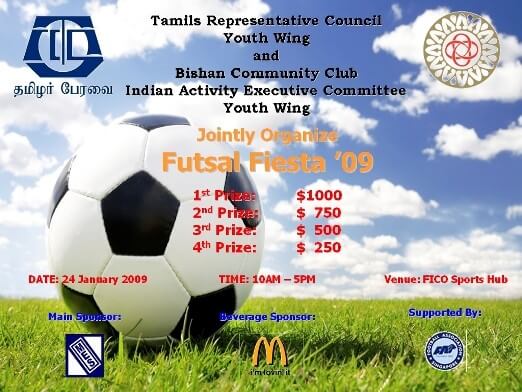 Tamils Representative Council
Youth Wing
and
Bishan Community Club
Indian Activity Executive Committee
Youth Wing
தமிழர் பேரவை
Jointly Organize
Futsal Fiesta '09
1st Prize: $1000
2nd Prize: $ 750
3rd Prize: $ 500
4th Prize: $ 250
DATE: 24 January 2009
TIME: 10AM – 5PM
Venue: FICO Sports Hub
Main Sponsor:
Beverage Sponsor:
Supported By:
i'm lovin' it